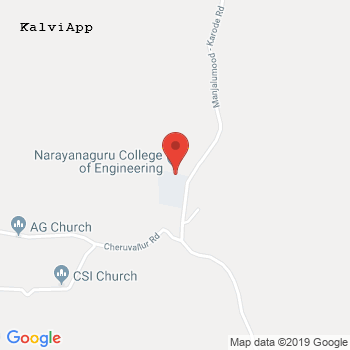 KalviApp
Manjalumood - Karode Rd
Narayanaguru College
of Engineering
AG Church
Cheruvallur Rd
CSI Church
Google
Map data ©2019 Google